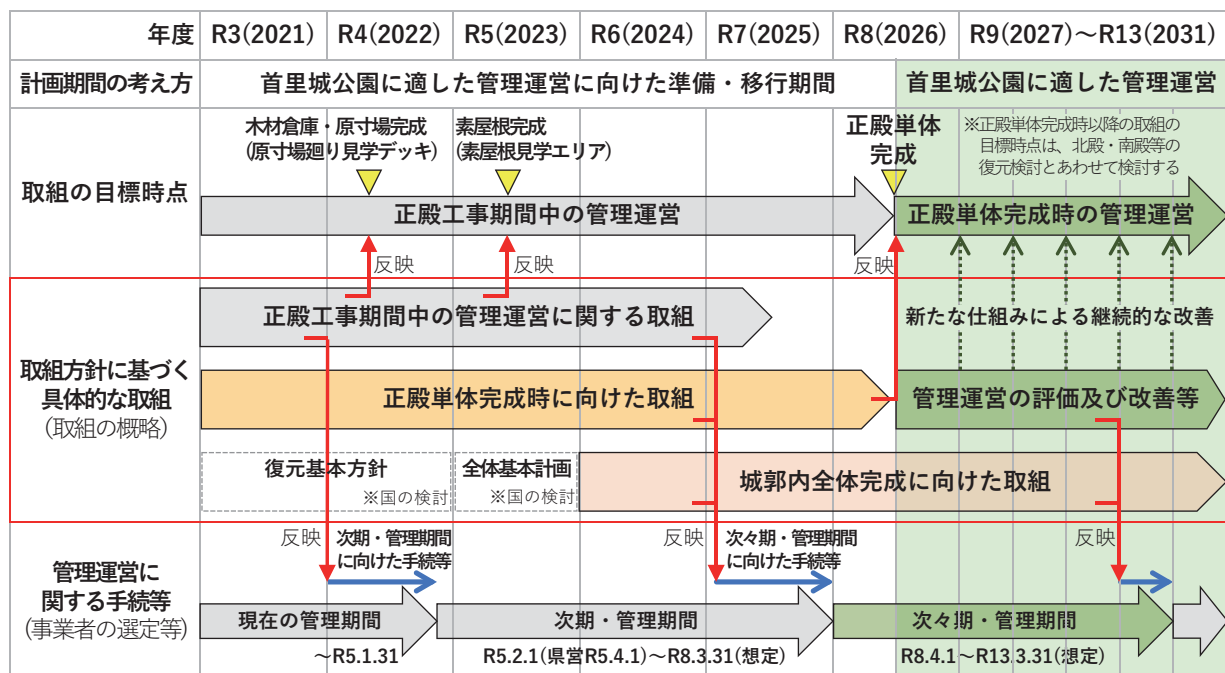 年度 R3(2021) R4(2022) R5(2023) R6(2024) R7(2025) R8(2026) R9(2027)～R13(2031)
計画期間の考え方 首里城公園に適した管理運営に向けた準備・移行期間 首里城公園に適した管理運営
取組の目標時点
木材倉庫・原寸場完成
(原寸場廻り見学デッキ)
素屋根完成
(素屋根見学エリア)
正殿単体
完成
※正殿単体完成時以降の取組の
目標時点は、北殿・南殿等の
復元検討とあわせて検討する
正殿工事期間中の管理運営
正殿単体完成時の管理運営
反映
反映
反映
取組方針に基づく
具体的な取組
(取組の概略)
正殿工事期間中の管理運営に関する取組
新たな仕組みによる継続的な改善
正殿単体完成時に向けた取組
管理運営の評価及び改善等
復元基本方針
※国の検討
全体基本計画
※国の検討
城郭内全体完成に向けた取組
管理運営に
関する手続等
(事業者の選定等)
反映
次期・管理期間
に向けた手続等
反映
次々期・管理期間
に向けた手続等
反映
現在の管理期間
次期・管理期間
次々期・管理期間
～R5.1.31
R5.2.1(県営R5.4.1)～R8.3.31(想定)
R8.4.1～R13.3.31(想定)